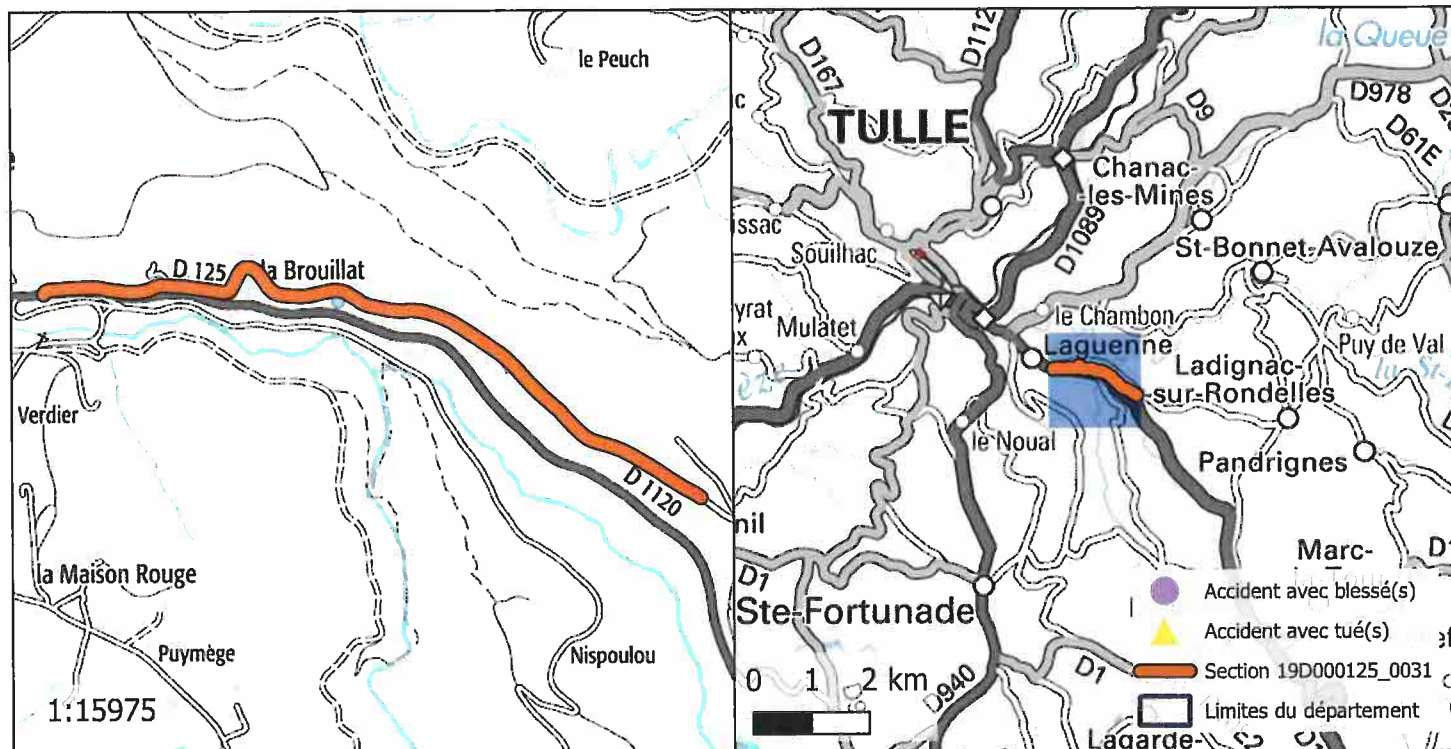 le Peuch
D 125
la Brouillat
Verdier
D 1120
la Maison Rouge
Puymège
Nispoulou
1:15975
la Queue
D112
D167
D978
D9
D61E
TULLE
Chanac-
-les-Mines
issac
Souilhac
D1089
St-Bonnet-Avalouze
yrat
x
Mulatet
le Chambon
Laguenne
Puy de Val
Ladignac-
-sur-Rondelles
le Noual
Pandrignes
nil
D1
Marc-
Ste-Fortunade
D1
D940
0 1 2 km
Accident avec blessé(s)
Accident avec tué(s)
Section 19D000125_0031
Limites du département
Lagarde-